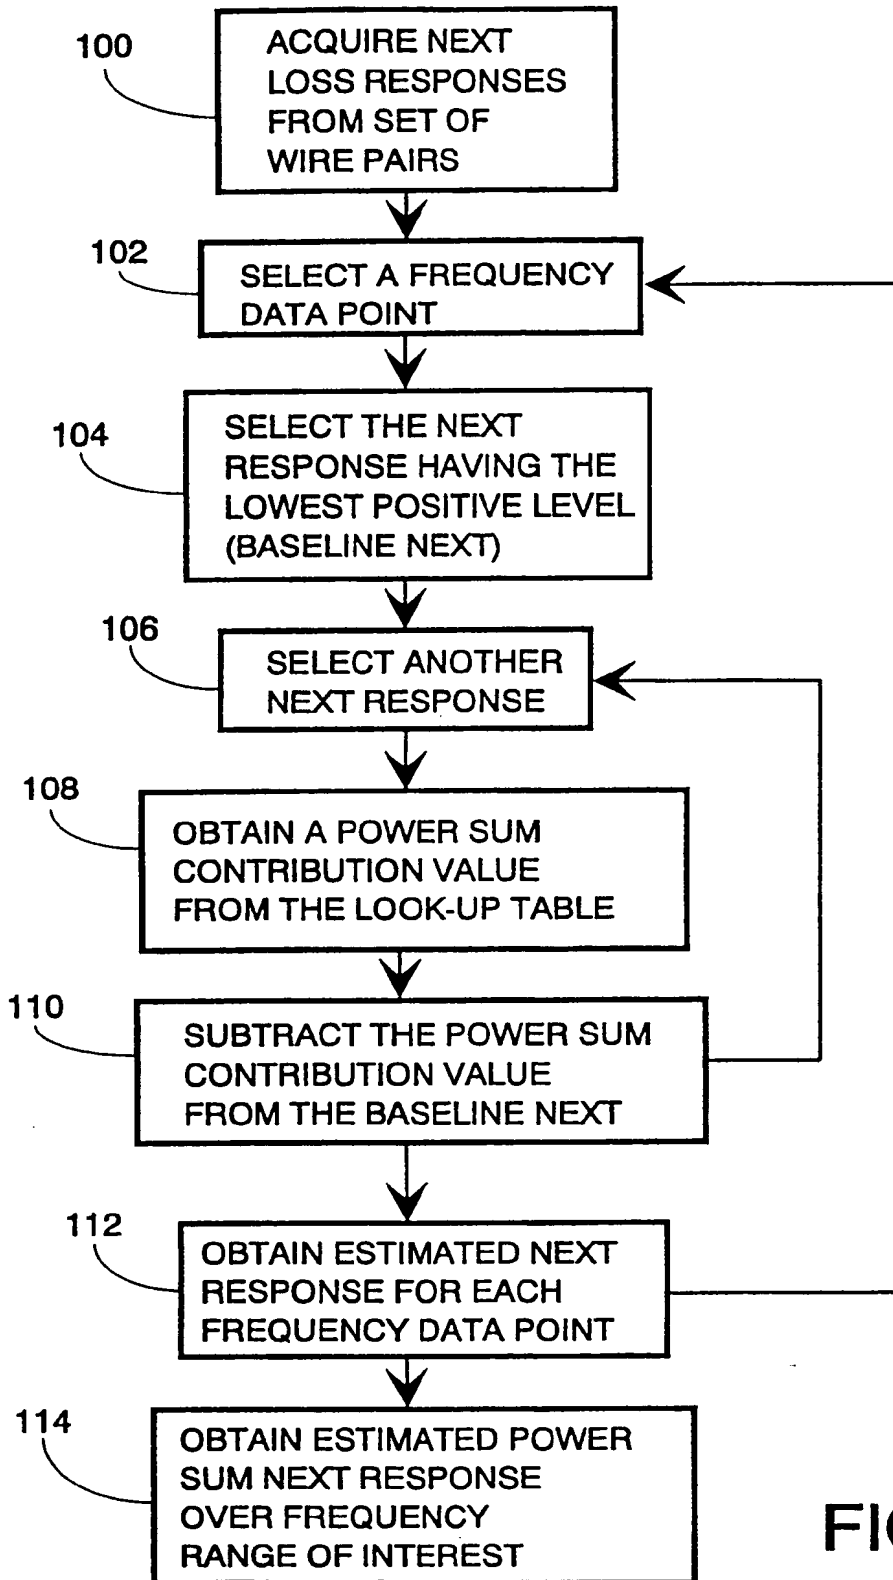 100
ACQUIRE NEXT
LOSS RESPONSES
FROM SET OF
WIRE PAIRS
102
SELECT A FREQUENCY
DATA POINT
104
SELECT THE NEXT
RESPONSE HAVING THE
LOWEST POSITIVE LEVEL
(BASELINE NEXT)
106
SELECT ANOTHER
NEXT RESPONSE
108
OBTAIN A POWER SUM
CONTRIBUTION VALUE
FROM THE LOOK-UP TABLE
110
SUBTRACT THE POWER SUM
CONTRIBUTION VALUE
FROM THE BASELINE NEXT
112
OBTAIN ESTIMATED NEXT
RESPONSE FOR EACH
FREQUENCY DATA POINT
114
OBTAIN ESTIMATED POWER
SUM NEXT RESPONSE
OVER FREQUENCY
RANGE OF INTEREST